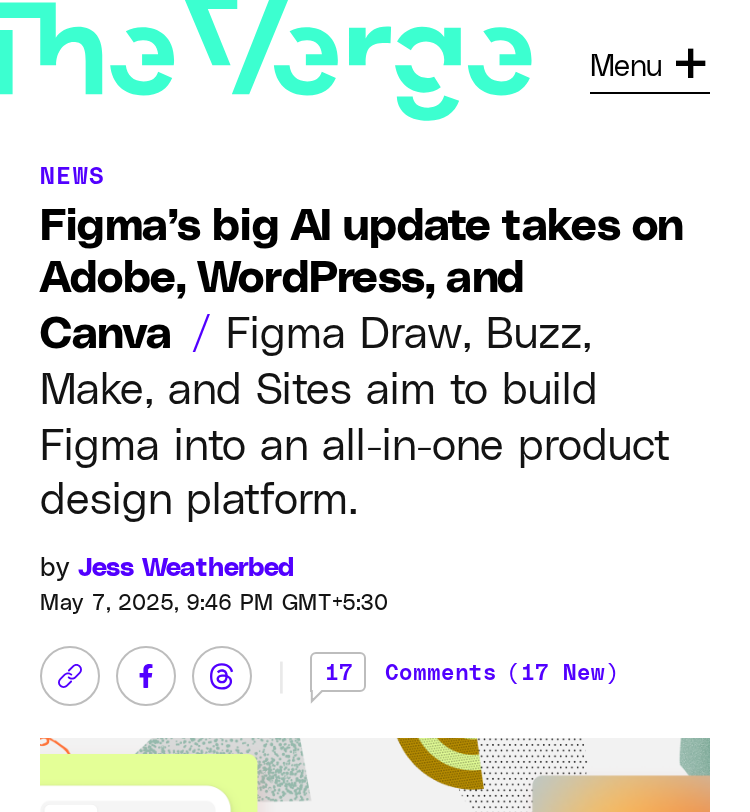 The Verge
Menu +
NEWS
Figma’s big AI update takes on
Adobe, WordPress, and
Canva / Figma Draw, Buzz,
Make, and Sites aim to build
Figma into an all-in-one product
design platform.
by Jess Weatherbed
May 7, 2025, 9:46 PM GMT+5:30
17 Comments (17 New)